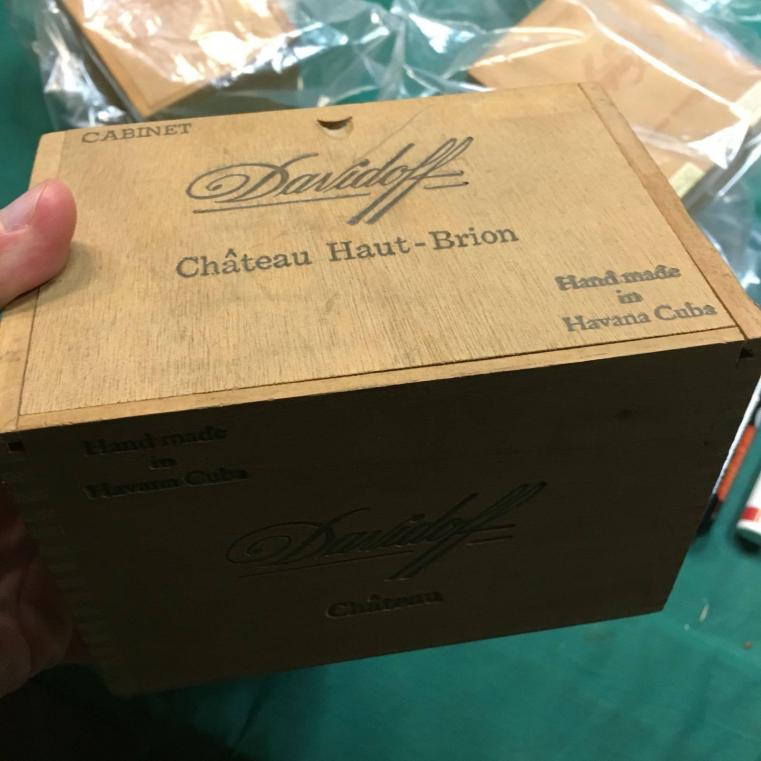 CABINET
Davidoff
Château Haut-Brion
Hand made
in
Havana Cuba
Hand made
in
Havana Cuba
Davidoff
Château